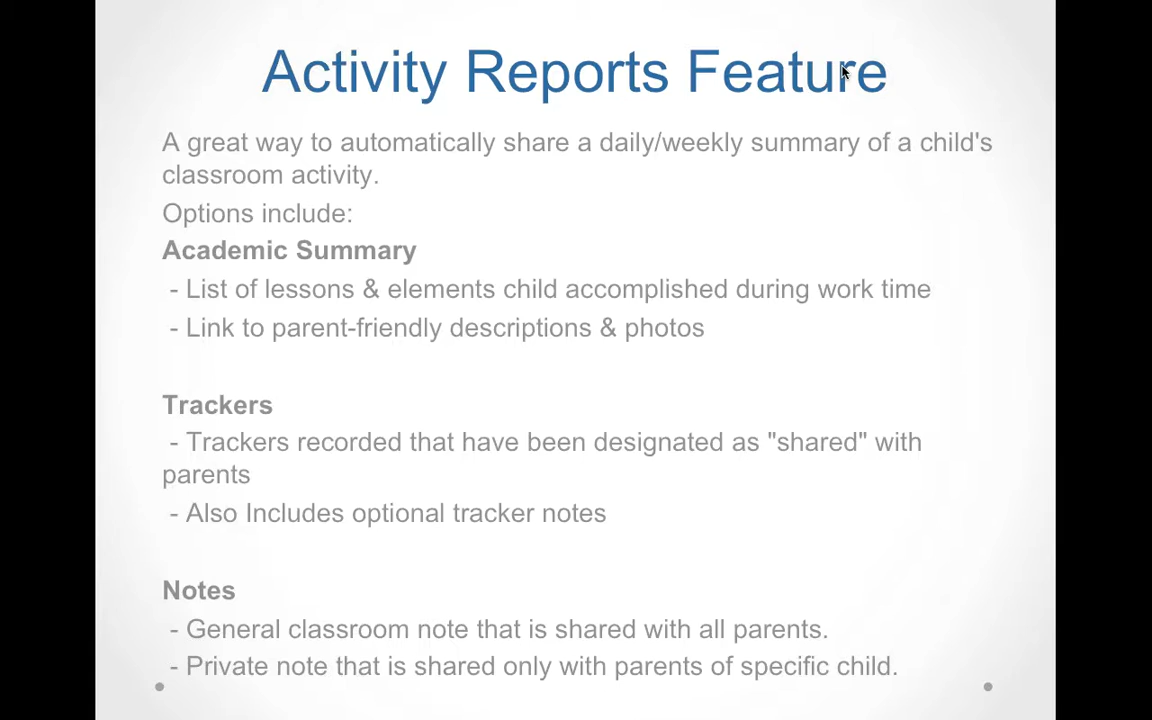 Activity Reports Feature
A great way to automatically share a daily/weekly summary of a child's
classroom activity.
Options include:
Academic Summary
- List of lessons & elements child accomplished during work time
- Link to parent-friendly descriptions & photos
Trackers
- Trackers recorded that have been designated as "shared" with
parents
- Also Includes optional tracker notes
Notes
- General classroom note that is shared with all parents.
- Private note that is shared only with parents of specific child.